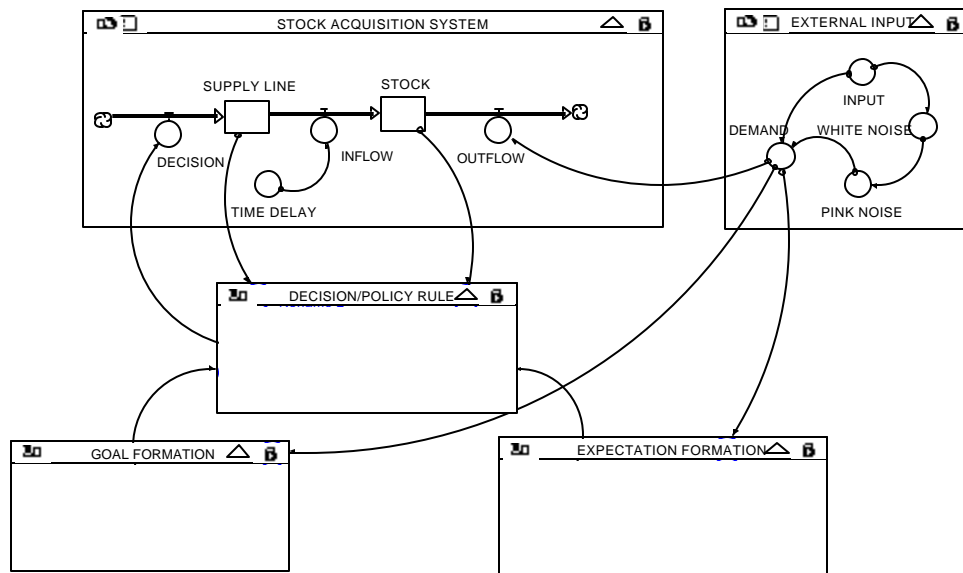 STOCK ACQUISITION SYSTEM
EXTERNAL INPUT
SUPPLY LINE
STOCK
INPUT
DEMAND
WHITE NOISE
DECISION
INFLOW
OUTFLOW
TIME DELAY
PINK NOISE
DECISION/POLICY RULE
GOAL FORMATION
EXPECTATION FORMATION